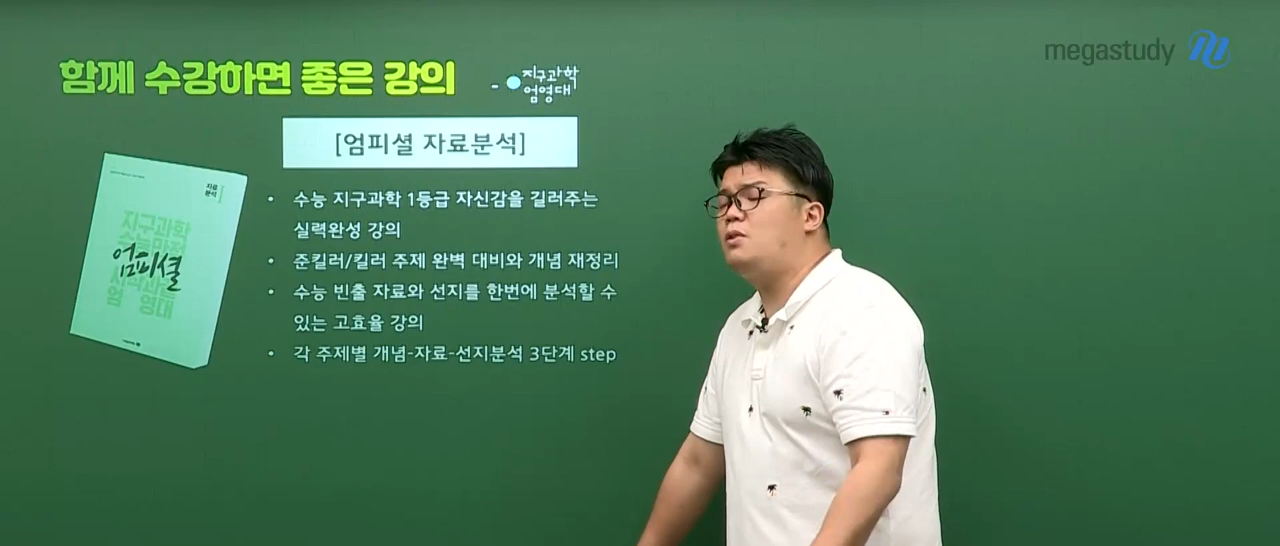 megastudy
함께 수강하면 좋은 강의
지구과학
엄영대
[엄피셜 자료분석]
• 수능 지구과학 1등급 자신감을 길러주는
실력완성 강의
• 준킬러/킬러 주제 완벽 대비와 개념 재정리
• 수능 빈출 자료와 선지를 한번에 분석할 수
있는 고효율 강의
• 각 주제별 개념-자료-선지분석 3단계 step
자료
분석
지구과학
엄피셜
엄영대